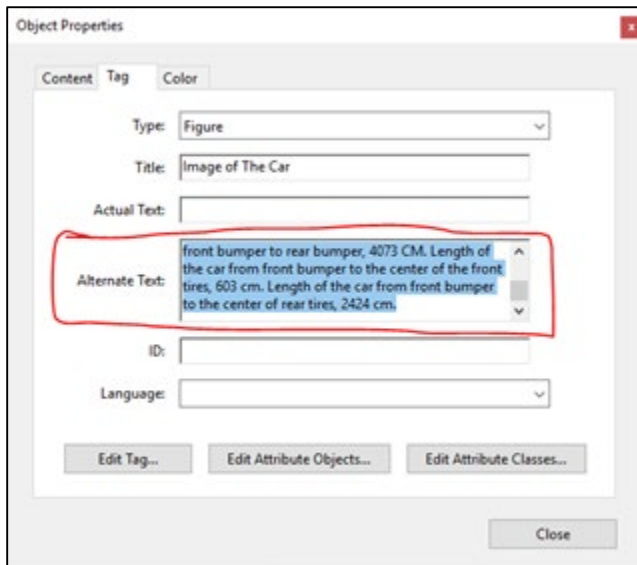 Object Properties
x
Content Tag Color
Type: Figure
Title: Image of The Car
Actual Text:
Alternate Text: front bumper to rear bumper, 4073 CM. Length of
the car from front bumper to the center of the front
tires, 603 cm. Length of the car from front bumper
to the center of rear tires, 2424 cm.
ID:
Language:
Edit Tag... Edit Attribute Objects... Edit Attribute Classes...
Close